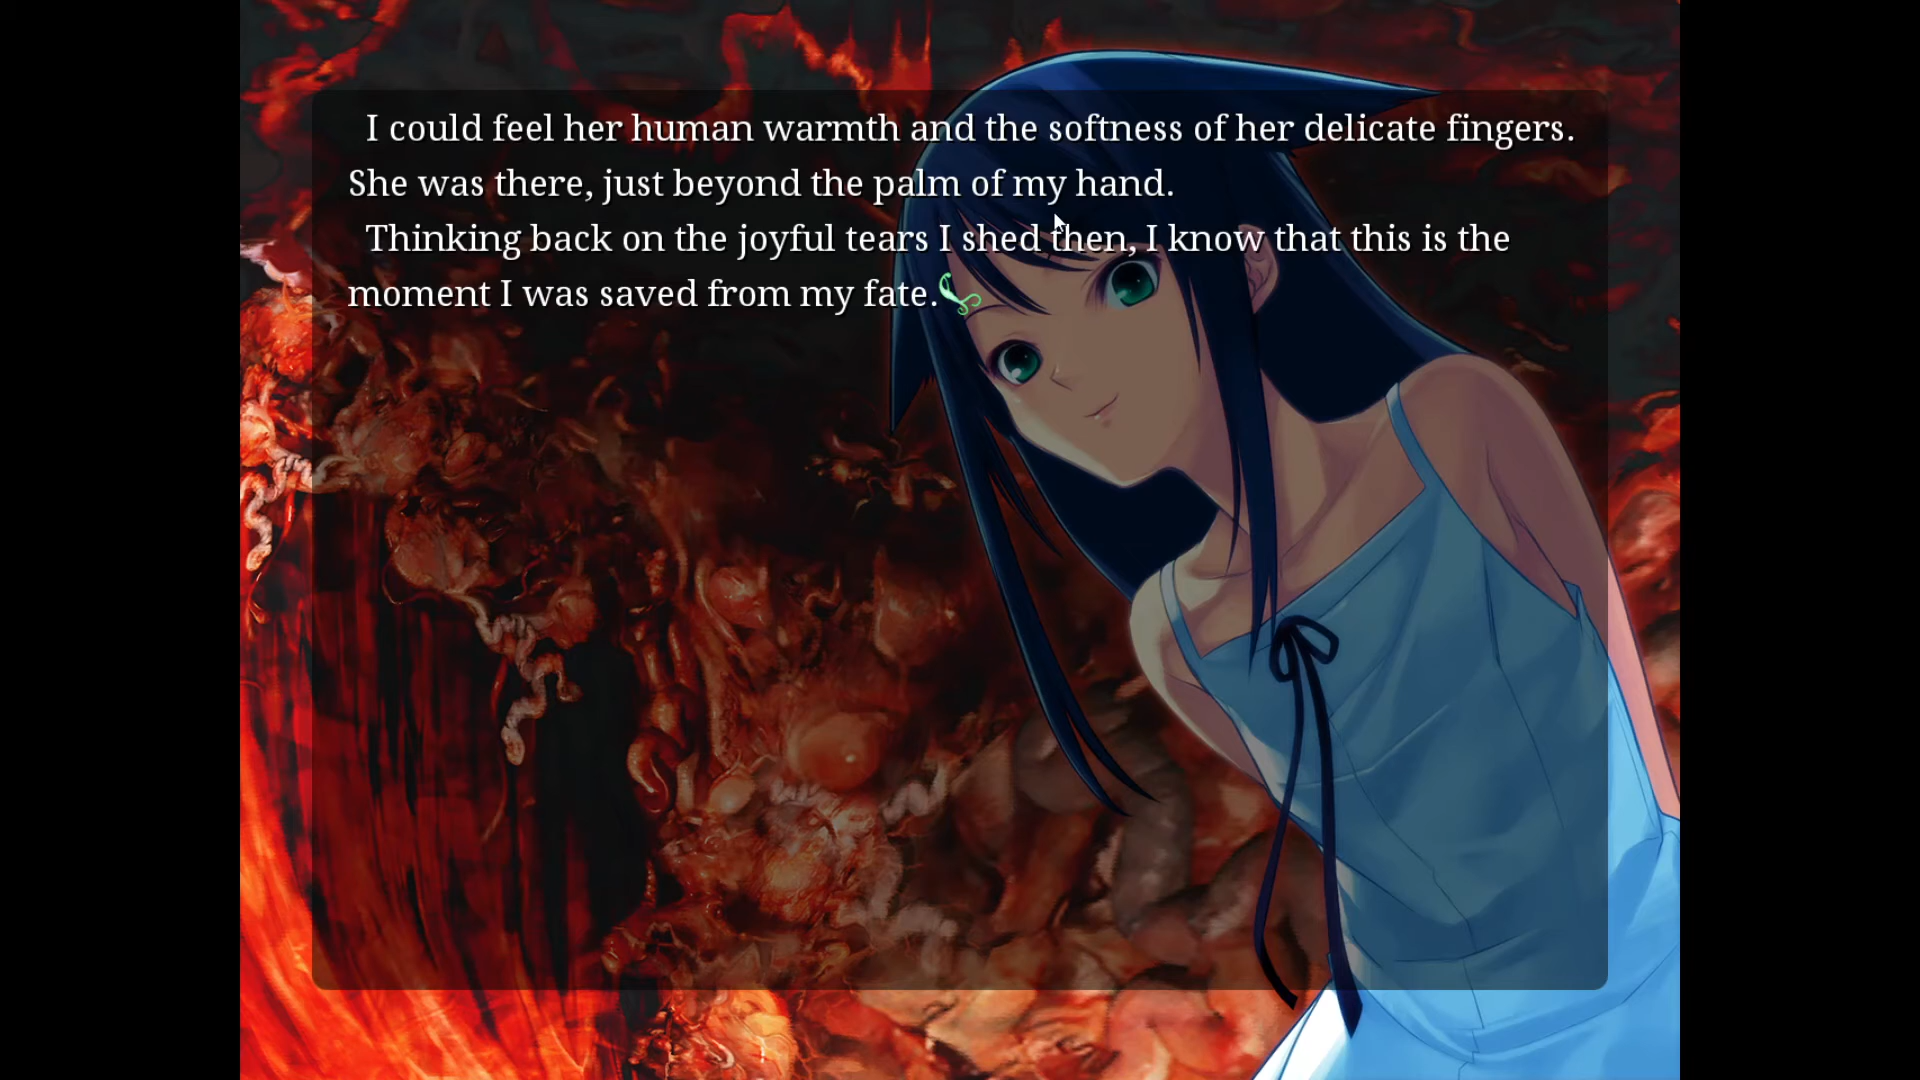 I could feel her human warmth and the softness of her delicate fingers.
She was there, just beyond the palm of my hand.
Thinking back on the joyful tears I shed then, I know that this is the
moment I was saved from my fate.